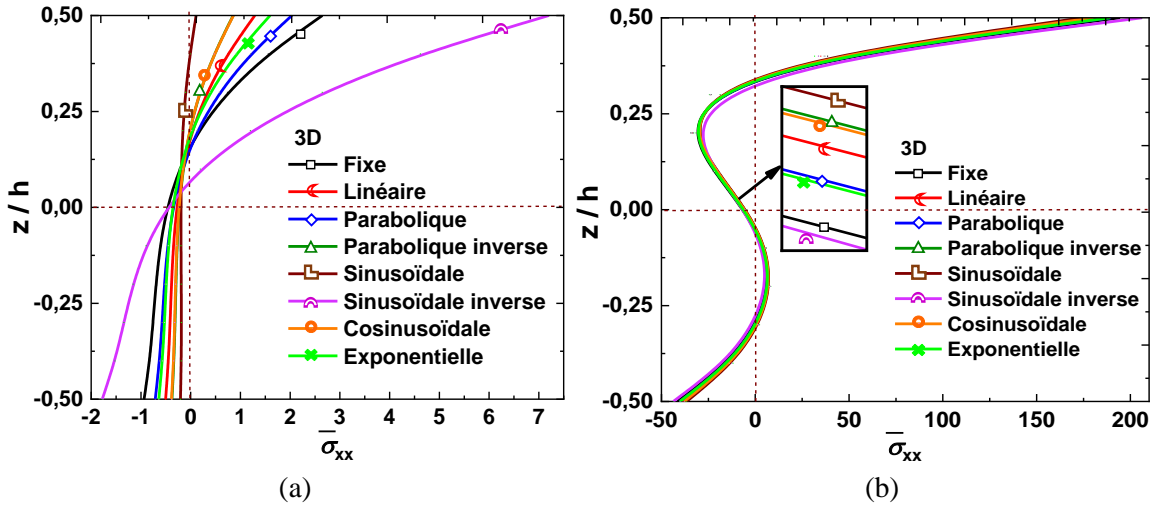 0,50
0,25
0,00
-0,25
-0,50
z / h
-2 -1 0 1 2 3 4 5 6 7
σ̅xx
3D
Fixe
Linéaire
Parabolique
Parabolique inverse
Sinusoïdale
Sinusoïdale inverse
Cosinusoïdale
Exponentielle
(a)
0,50
0,25
0,00
-0,25
-0,50
z / h
-50 0 50 100 150 200
σ̅xx
3D
Fixe
Linéaire
Parabolique
Parabolique inverse
Sinusoïdale
Sinusoïdale inverse
Cosinusoïdale
Exponentielle
(b)